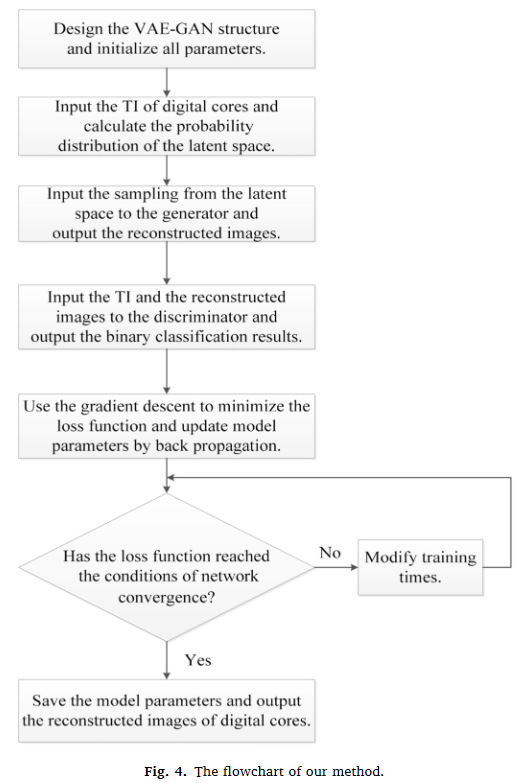 Design the VAE-GAN structure
and initialize all parameters.
Input the TI of digital cores and
calculate the probability
distribution of the latent space.
Input the sampling from the latent
space to the generator and
output the reconstructed images.
Input the TI and the reconstructed
images to the discriminator and
output the binary classification results.
Use the gradient descent to minimize the
loss function and update model
parameters by back propagation.
Has the loss function reached
the conditions of network
convergence?
No
Modify training
times.
Yes
Save the model parameters and output
the reconstructed images of digital cores.
Fig. 4. The flowchart of our method.